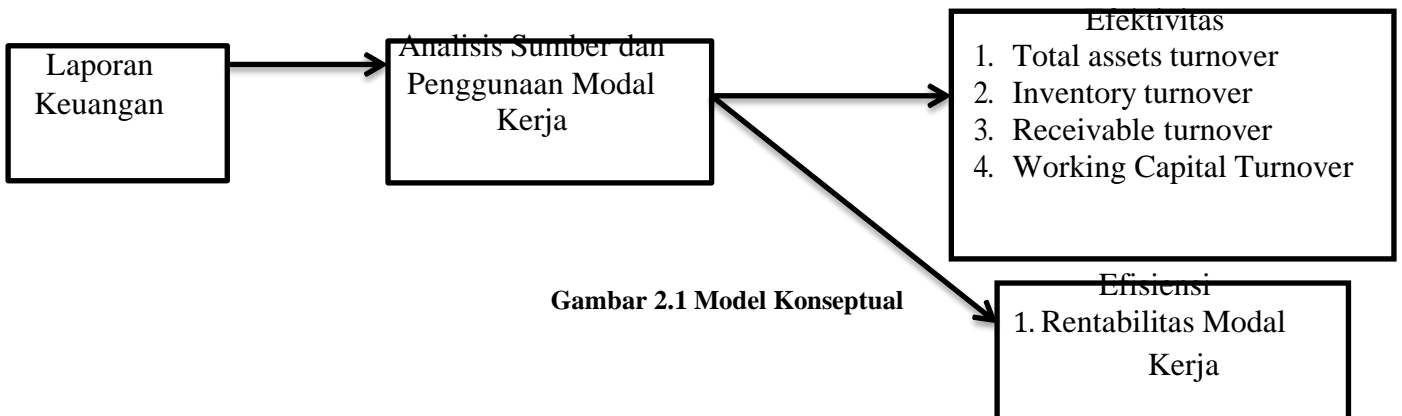 Laporan
Keuangan
Analisis Sumber dan
Penggunaan Modal
Kerja
Efektivitas
1. Total assets turnover
2. Inventory turnover
3. Receivable turnover
4. Working Capital Turnover
Gambar 2.1 Model Konseptual
Efisiensi
1. Rentabilitas Modal
Kerja